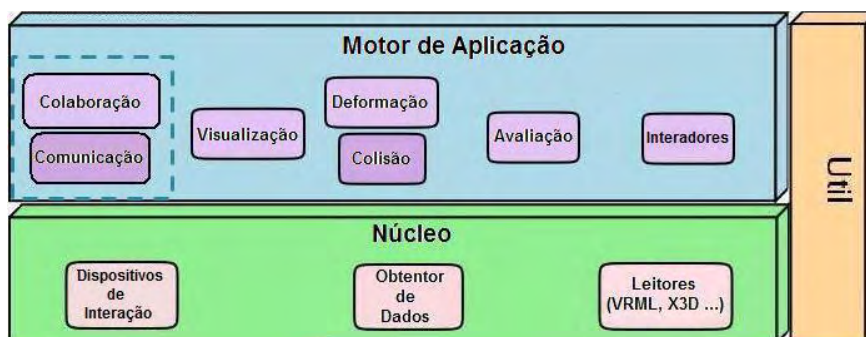 Motor de Aplicação
Colaboração
Comunicação
Visualização
Deformação
Colisão
Avaliação
Interadores
Util
Núcleo
Dispositivos
de
Interação
Obtentor
de
Dados
Leitores
(VRML, X3D ...)